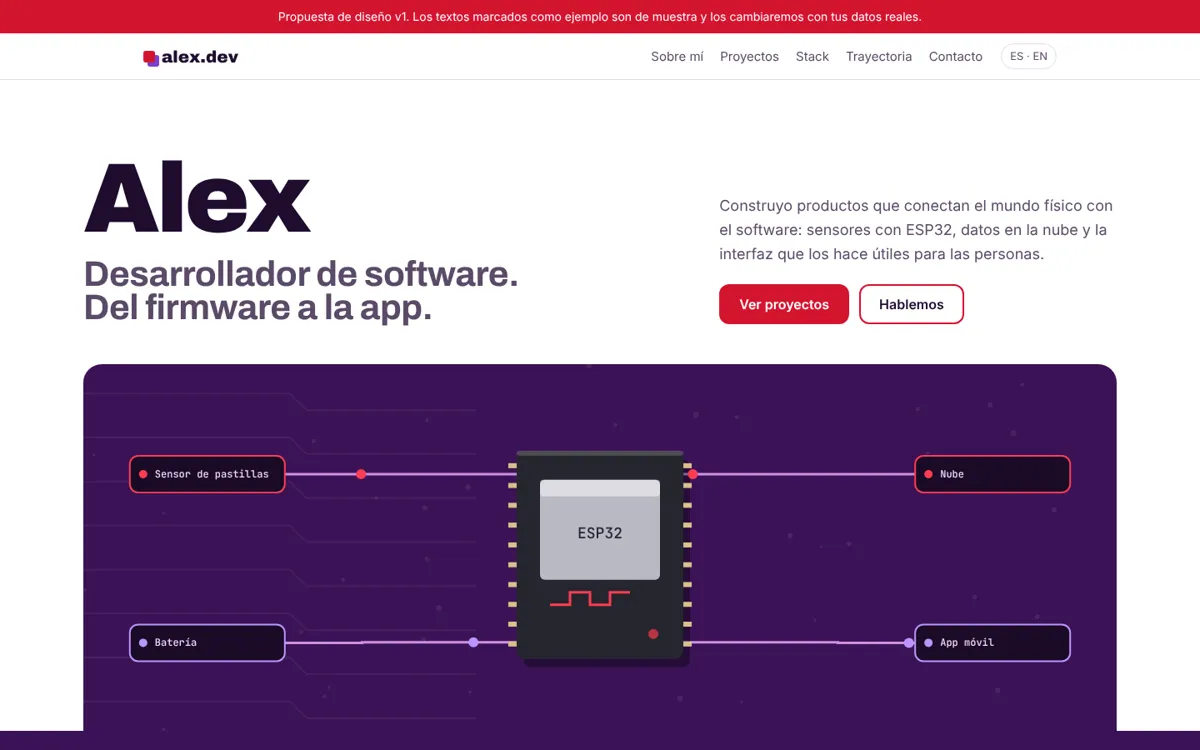 Propuesta de diseño v1. Los textos marcados como ejemplo son de muestra y los cambiaremos con tus datos reales.
alex.dev
Sobre mí
Proyectos
Stack
Trayectoria
Contacto
ES · EN
Alex
Desarrollador de software.
Del firmware a la app.
Construyo productos que conectan el mundo físico con
el software: sensores con ESP32, datos en la nube y la
interfaz que los hace útiles para las personas.
Ver proyectos
Hablemos
Sensor de pastillas
Nube
ESP32
Batería
App móvil